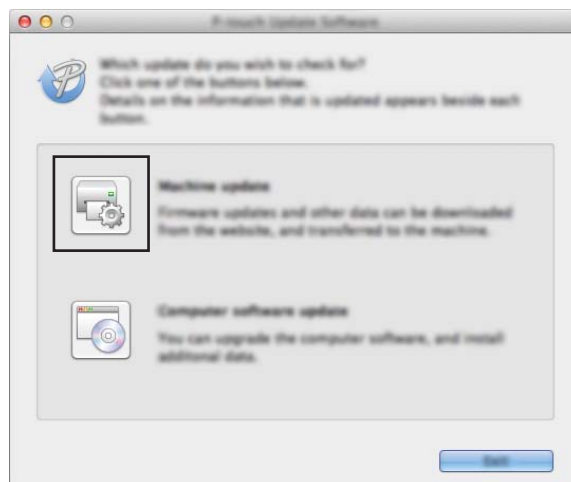 P-touch Update Software
Which update do you wish to check for?
Click one of the buttons below.
Details on the information that is updated appears beside each
button.
Machine update
Firmware updates and other data can be downloaded
from the website, and transferred to the machine.
Computer software update
You can upgrade the computer software, and install
additonal data.
Exit